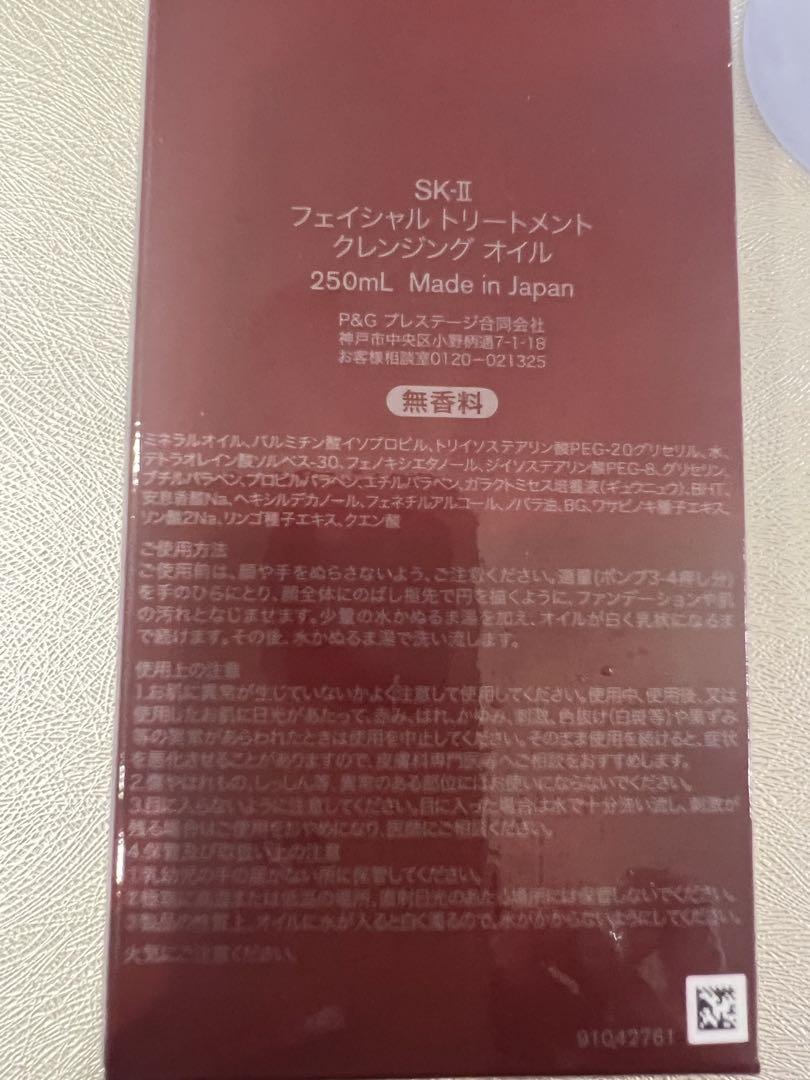 SK-II
フェイシャル トリートメント
クレンジング オイル
250mL Made in Japan
P&G プレステージ合同会社
神戸市中央区小野柄通7-1-18
お客様相談室0120-021325
無香料
ミネラルオイル、パルミチン酸イソプロピル、トリイソステアリン酸PEG-20グリセリル、水、
テトラオレイン酸ソルベス-30、フェノキシエタノール、ジイソステアリン酸PEG-8、グリセリン、
ブチルパラベン、プロピルパラベン、エチルパラベン、ガラクトミセス培養液(ギュウニュウ)、BHT、
安息香酸Na、ヘキシルデカノール、フェネチルアルコール、ノバラ油、BG、ワサビノキ種子エキス、
リン酸2Na、リンゴ種子エキス、クエン酸
ご使用方法
ご使用前は、顔や手をぬらさないよう、ご注意ください。適量(ポンプ3-4押し分)
を手のひらにとり、顔全体にのばし指先で円を描くように、ファンデーションや肌
の汚れとなじませます。少量の水かぬるま湯を加え、オイルが白く乳状になるま
で続けます。その後、水かぬるま湯で洗い流します。
使用上の注意
1.お肌に異常が生じていないかよく注意して使用してください。使用中、使用後、又は
使用したお肌に日光があたって、赤み、はれ、かゆみ、刺激、色抜け(白斑等)や黒ずみ
等の異常があらわれたときは使用を中止してください。そのまま使用を続けると、症状
を悪化させることがありますので、皮膚科専門医等へご相談をおすすめします。
2.傷やはれもの、しっしん等、異常のある部位にはお使いにならないでください。
3.目に入らないように注意してください。目に入った場合は水で十分洗い流し、刺激が
残る場合はご使用をおやめになり、医師にご相談ください。
4.保管及び取扱い上の注意
1)乳幼児の手の届かない所に保管してください。
2)極端に高温または低温の場所、直射日光のあたる場所には保管しないでください。
3)製品の性質上、オイルに水が入ると白く濁るので、水がかからないようにしてください。
火気にご注意ください。
91042761